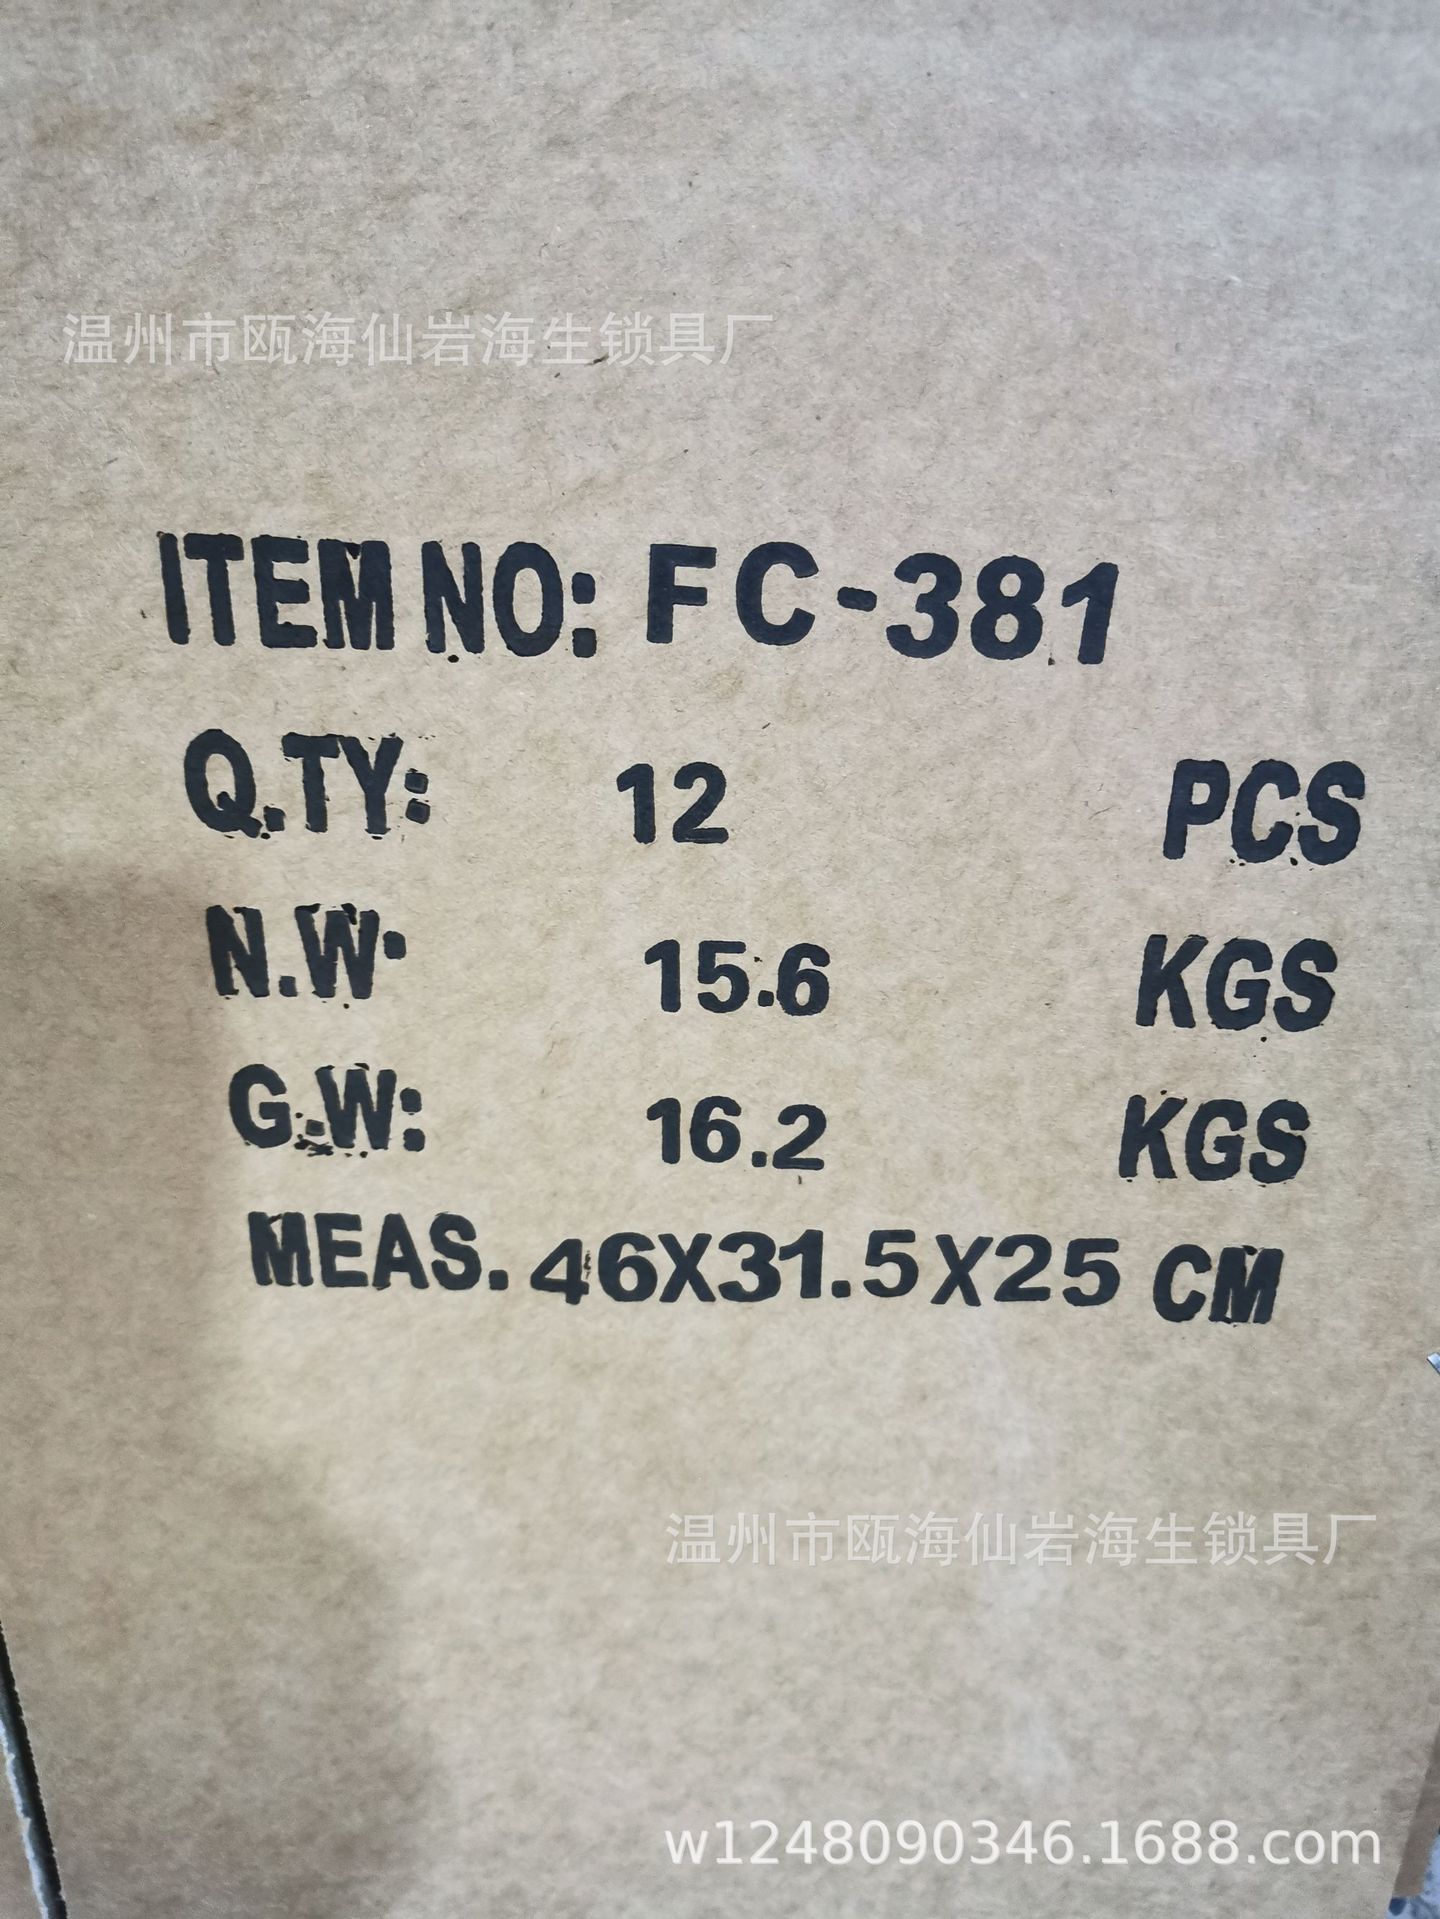 温州市瓯海仙岩海生锁具厂
ITEM NO: FC-381
Q.TY: 12 PCS
N.W. 15.6 KGS
G.W: 16.2 KGS
MEAS. 46X31.5X25 CM
温州市瓯海仙岩海生锁具厂
w1248090346.1688.com